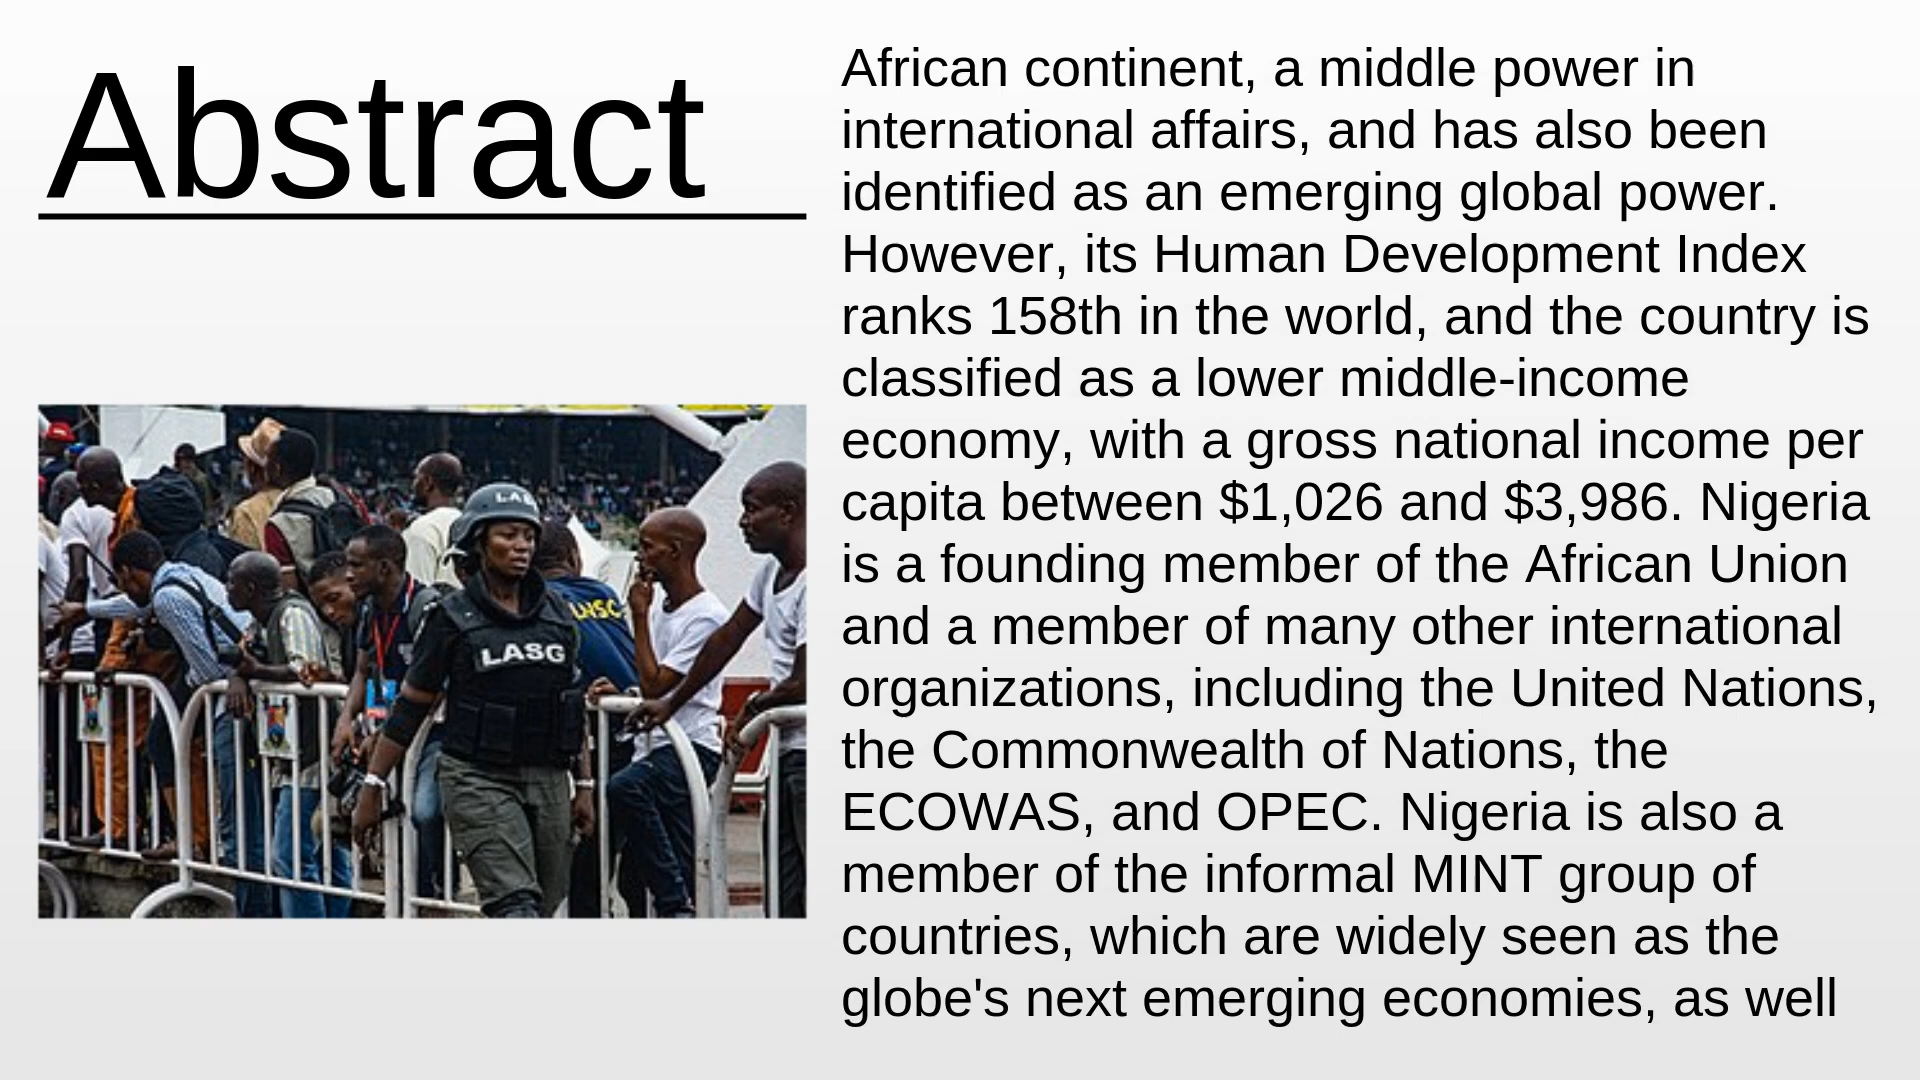 Abstract
African continent, a middle power in
international affairs, and has also been
identified as an emerging global power.
However, its Human Development Index
ranks 158th in the world, and the country is
classified as a lower middle-income
economy, with a gross national income per
capita between $1,026 and $3,986. Nigeria
is a founding member of the African Union
and a member of many other international
organizations, including the United Nations,
the Commonwealth of Nations, the
ECOWAS, and OPEC. Nigeria is also a
member of the informal MINT group of
countries, which are widely seen as the
globe's next emerging economies, as well
LASG